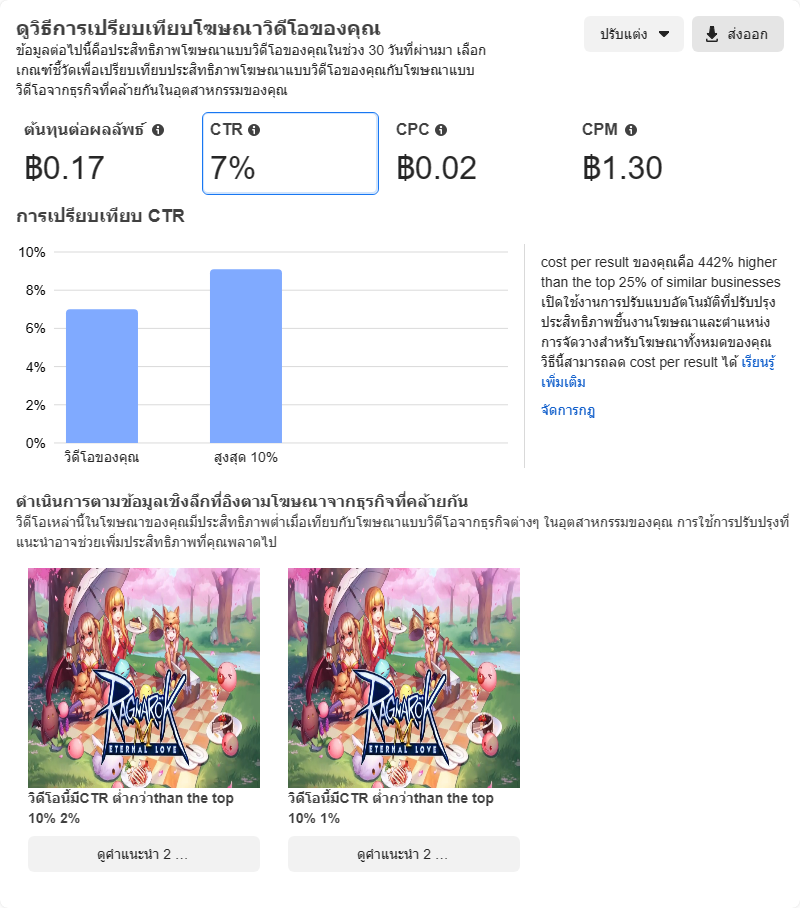 ดูวิธีการเปรียบเทียบโฆษณาวิดีโอของคุณ
ข้อมูลต่อไปนี้คือประสิทธิภาพโฆษณาแบบวิดีโอของคุณในช่วง 30 วันที่ผ่านมา เลือก
เกณฑ์ชี้วัดเพื่อเปรียบเทียบประสิทธิภาพโฆษณาแบบวิดีโอของคุณกับโฆษณาแบบ
วิดีโอจากธุรกิจที่คล้ายกันในอุตสาหกรรมของคุณ
ปรับแต่ง
ส่งออก
ต้นทุนต่อผลลัพธ์
฿0.17
CTR
7%
CPC
฿0.02
CPM
฿1.30
การเปรียบเทียบ CTR
10%
8%
6%
4%
2%
0%
วิดีโอของคุณ
สูงสุด 10%
cost per result ของคุณคือ 442% higher
than the top 25% of similar businesses
เปิดใช้งานการปรับแบบอัตโนมัติที่ปรับปรุง
ประสิทธิภาพชิ้นงานโฆษณาและตำแหน่ง
การจัดวางสำหรับโฆษณาทั้งหมดของคุณ
วิธีนี้สามารถลด cost per result ได้ เรียนรู้
เพิ่มเติม
จัดการกฎ
ดำเนินการตามข้อมูลเชิงลึกที่อิงตามโฆษณาจากธุรกิจที่คล้ายกัน
วิดีโอเหล่านี้ในโฆษณาของคุณมีประสิทธิภาพต่ำเมื่อเทียบกับโฆษณาแบบวิดีโอจากธุรกิจต่างๆ ในอุตสาหกรรมของคุณ การใช้การปรับปรุงที่
แนะนำอาจช่วยเพิ่มประสิทธิภาพที่คุณพลาดไป
RAGNAROK
M
ETERNAL LOVE
วิดีโอนี้มีCTR ต่ำกว่าthan the top
10% 2%
ดูคำแนะนำ 2 …
RAGNAROK
M
ETERNAL LOVE
วิดีโอนี้มีCTR ต่ำกว่าthan the top
10% 1%
ดูคำแนะนำ 2 …